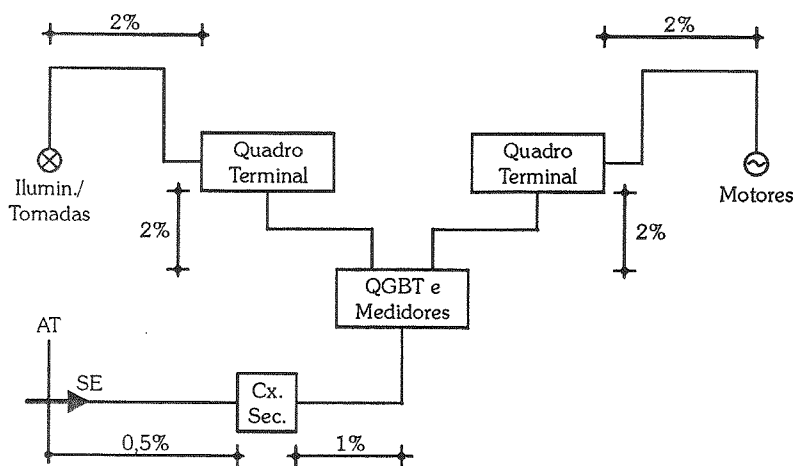 2%
2%
Quadro
Terminal
Quadro
Terminal
Ilumin./
Tomadas
Motores
2%
2%
QGBT e
Medidores
AT
SE
Cx.
Sec.
0,5%
1%